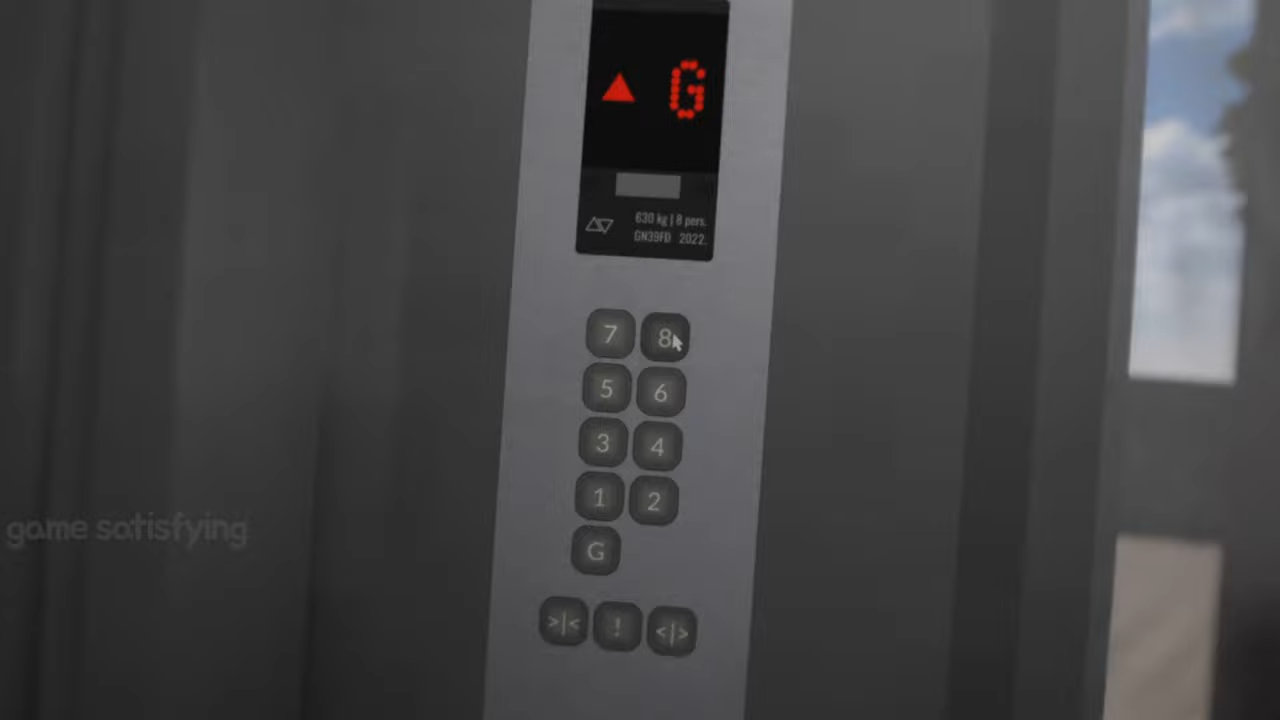 ▲ G
630 kg | 8 pers.
GN39FD 2022.
7 8
5 6
3 4
1 2
G
>|< ! <|>
game satisfying